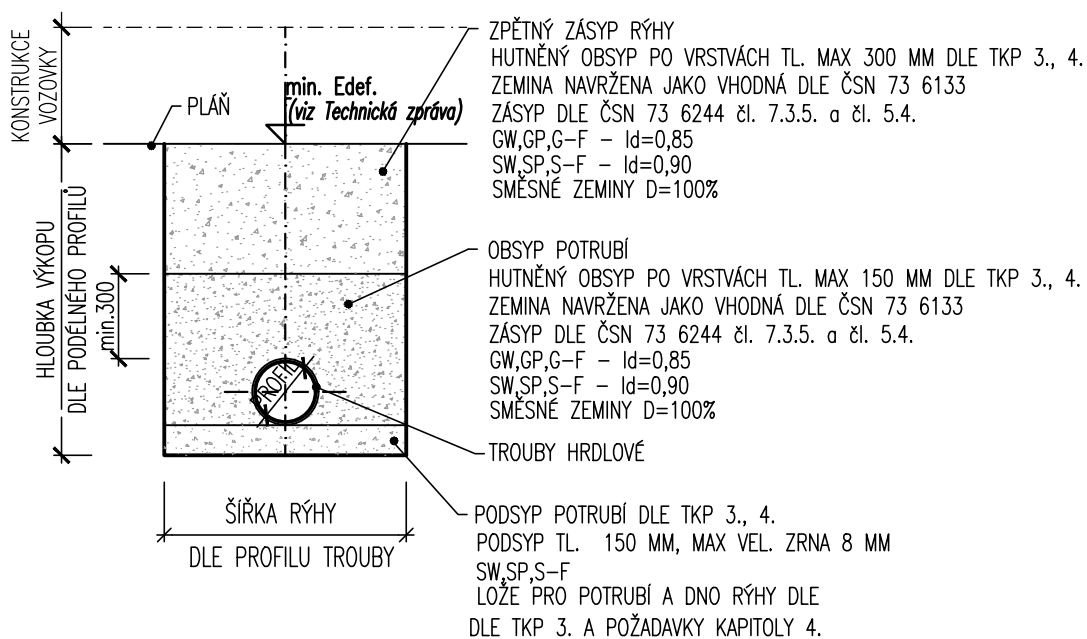 KONSTRUKCE
VOZOVKY
PLÁŇ
min. Edef.
(viz Technická zpráva)
HLOUBKA VÝKOPU
DLE PODÉLNÉHO PROFILŮ
min.300
PROFIL
ŠÍŘKA RÝHY
DLE PROFILU TROUBY
ZPĚTNÝ ZÁSYP RÝHY
HUTNĚNÝ OBSYP PO VRSTVÁCH TL. MAX 300 MM DLE TKP 3., 4.
ZEMINA NAVRŽENA JAKO VHODNÁ DLE ČSN 73 6133
ZÁSYP DLE ČSN 73 6244 čl. 7.3.5. a čl. 5.4.
GW,GP,G-F - Id=0,85
SW,SP,S-F - Id=0,90
SMĚSNÉ ZEMINY D=100%
OBSYP POTRUBÍ
HUTNĚNÝ OBSYP PO VRSTVÁCH TL. MAX 150 MM DLE TKP 3., 4.
ZEMINA NAVRŽENA JAKO VHODNÁ DLE ČSN 73 6133
ZÁSYP DLE ČSN 73 6244 čl. 7.3.5. a čl. 5.4.
GW,GP,G-F - Id=0,85
SW,SP,S-F - Id=0,90
SMĚSNÉ ZEMINY D=100%
TROUBY HRDLOVÉ
PODSYP POTRUBÍ DLE TKP 3., 4.
PODSYP TL. 150 MM, MAX VEL. ZRNA 8 MM
SW,SP,S-F
LOŽE PRO POTRUBÍ A DNO RÝHY DLE
DLE TKP 3. A POŽADAVKY KAPITOLY 4.